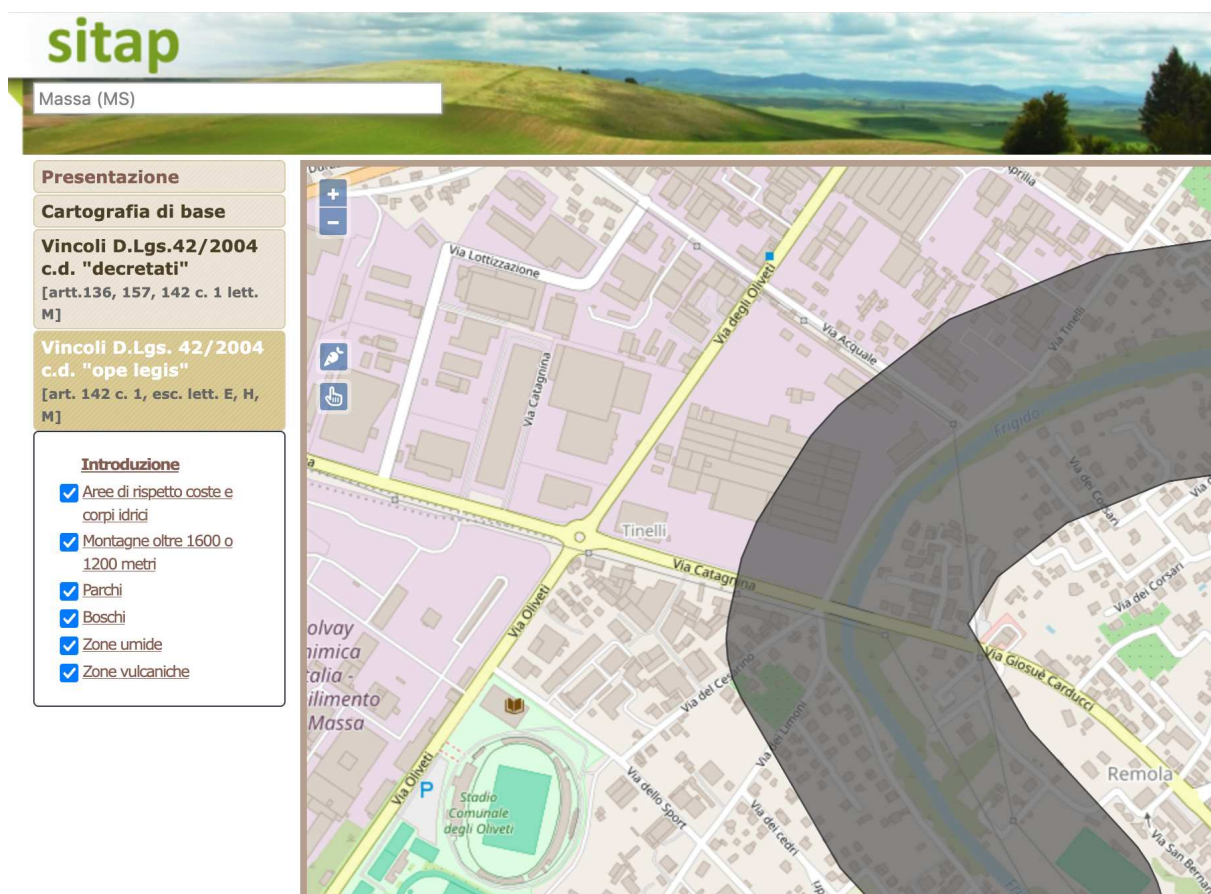 sitap
Massa (MS)
Presentazione
Cartografia di base
Vincoli D.Lgs.42/2004
c.d. "decretati"
[artt.136, 157, 142 c. 1 lett.
M]
Vincoli D.Lgs. 42/2004
c.d. "ope legis"
[art. 142 c. 1, esc. lett. E, H,
M]
Introduzione
Aree di rispetto coste e
corpi idrici
Montagne oltre 1600 o
1200 metri
Parchi
Boschi
Zone umide
Zone vulcaniche
+
−
Via Lottizzazione
Via degli Oliveti
Via Acquale
Via Tinelli
Via Catagnina
Frigido
Via dei Corsari
Tinelli
Via Catagnina
Via dei Corsari
Via Oliveti
Via Giosuè Carducci
olvay
himica
talia -
ilimento
Massa
Via del Cesarino
Via dei Limoni
Remola
Via Oliveti
P
Stadio
Comunale
degli Oliveti
Via dello Sport
Via dei cedri
Via San Bernar